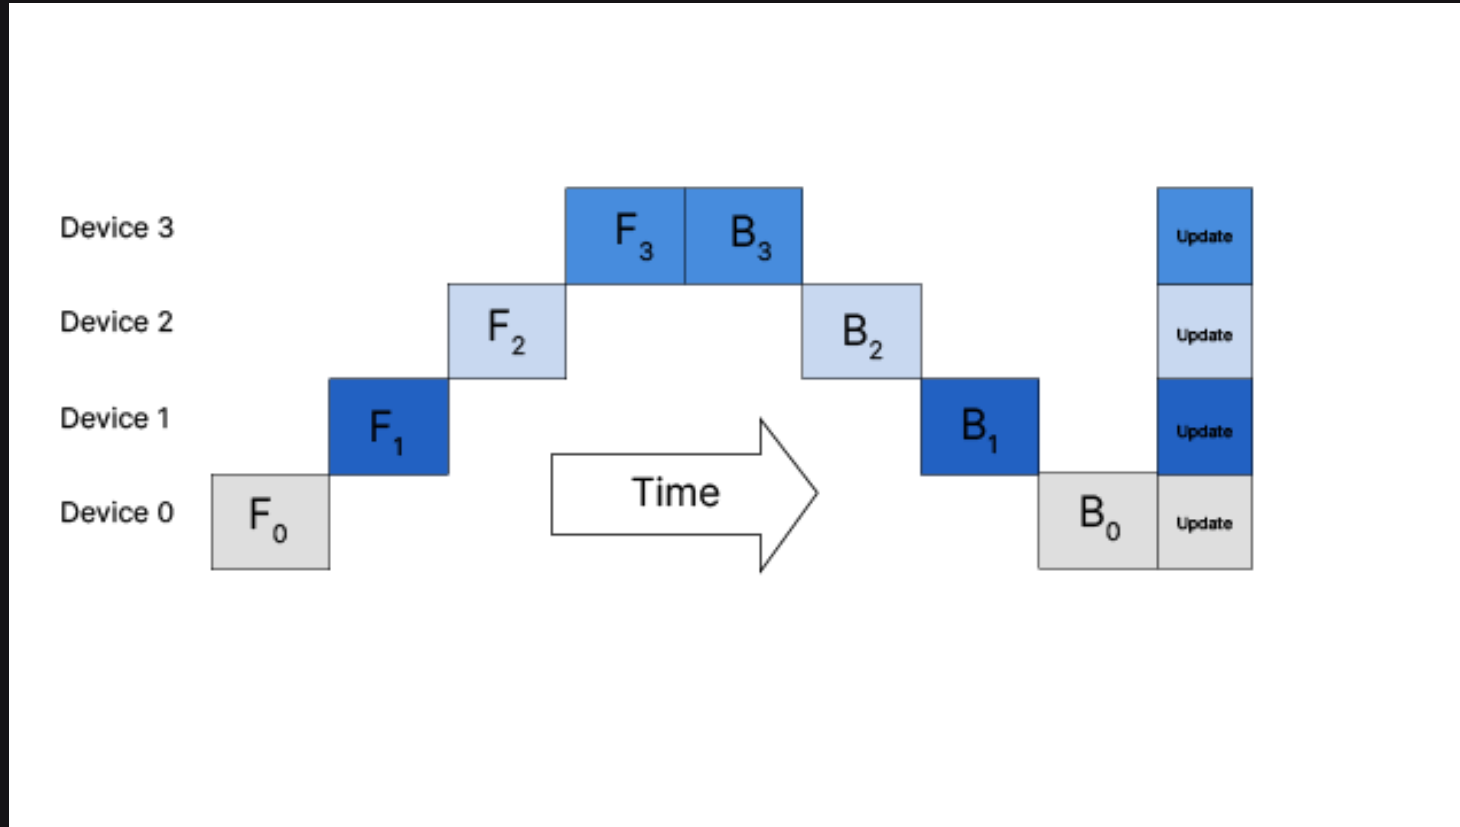 Device 3
F3
B3
Update
Device 2
F2
B2
Update
Device 1
F1
B1
Update
Time
Device 0
F0
B0
Update